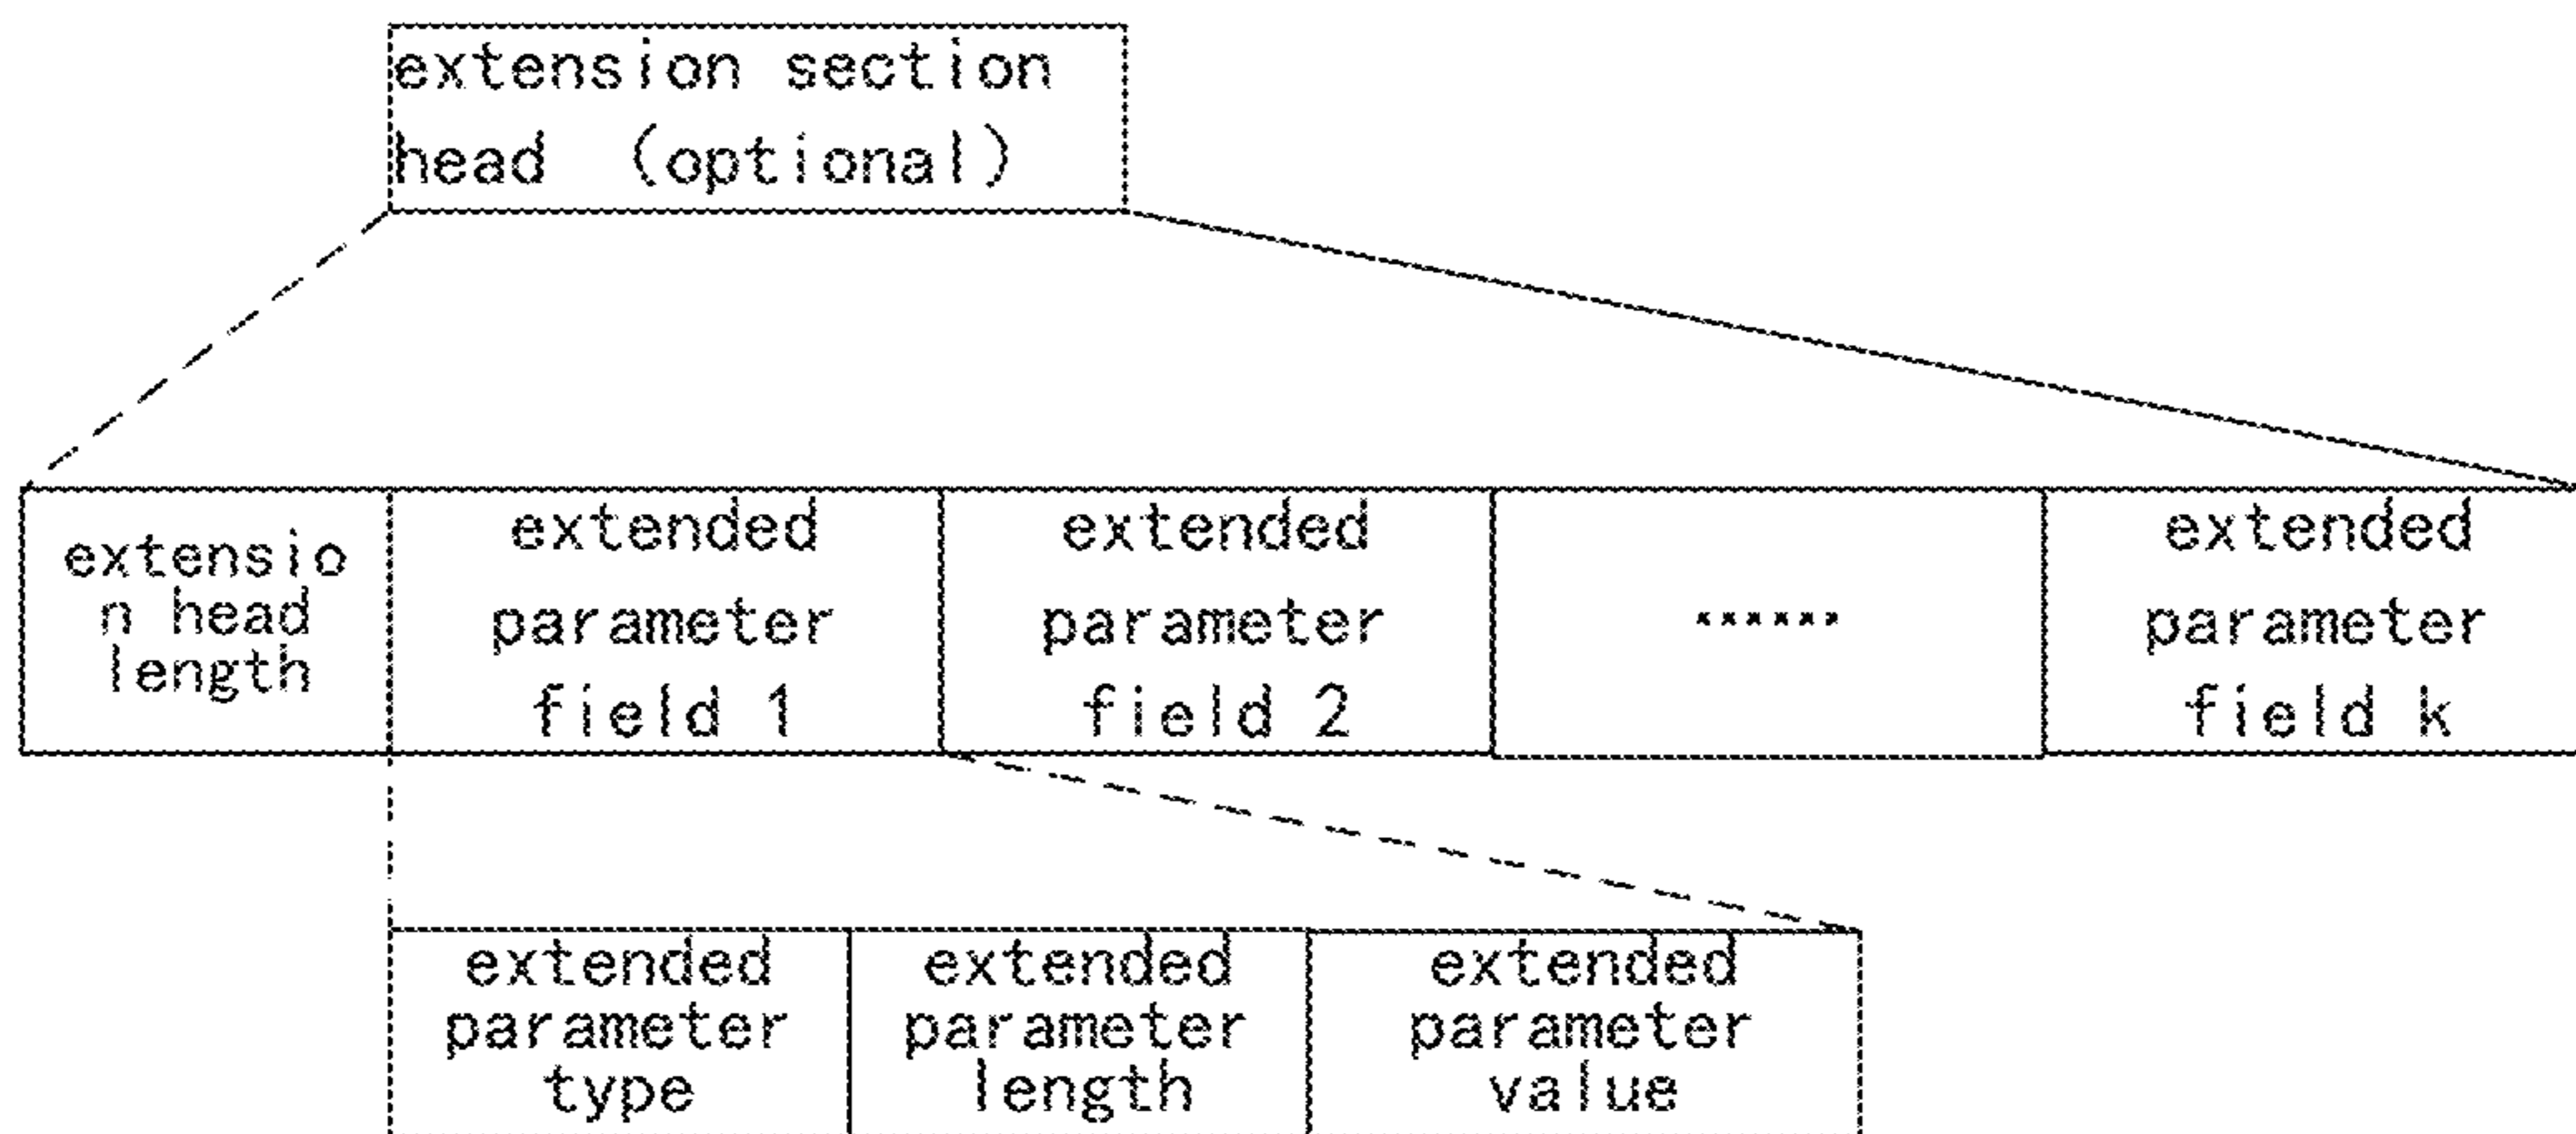 extension section
head （optional）
extensio
n head
length
extended
parameter
field 1
extended
parameter
field 2
······
extended
parameter
field k
extended
parameter
type
extended
parameter
length
extended
parameter
value